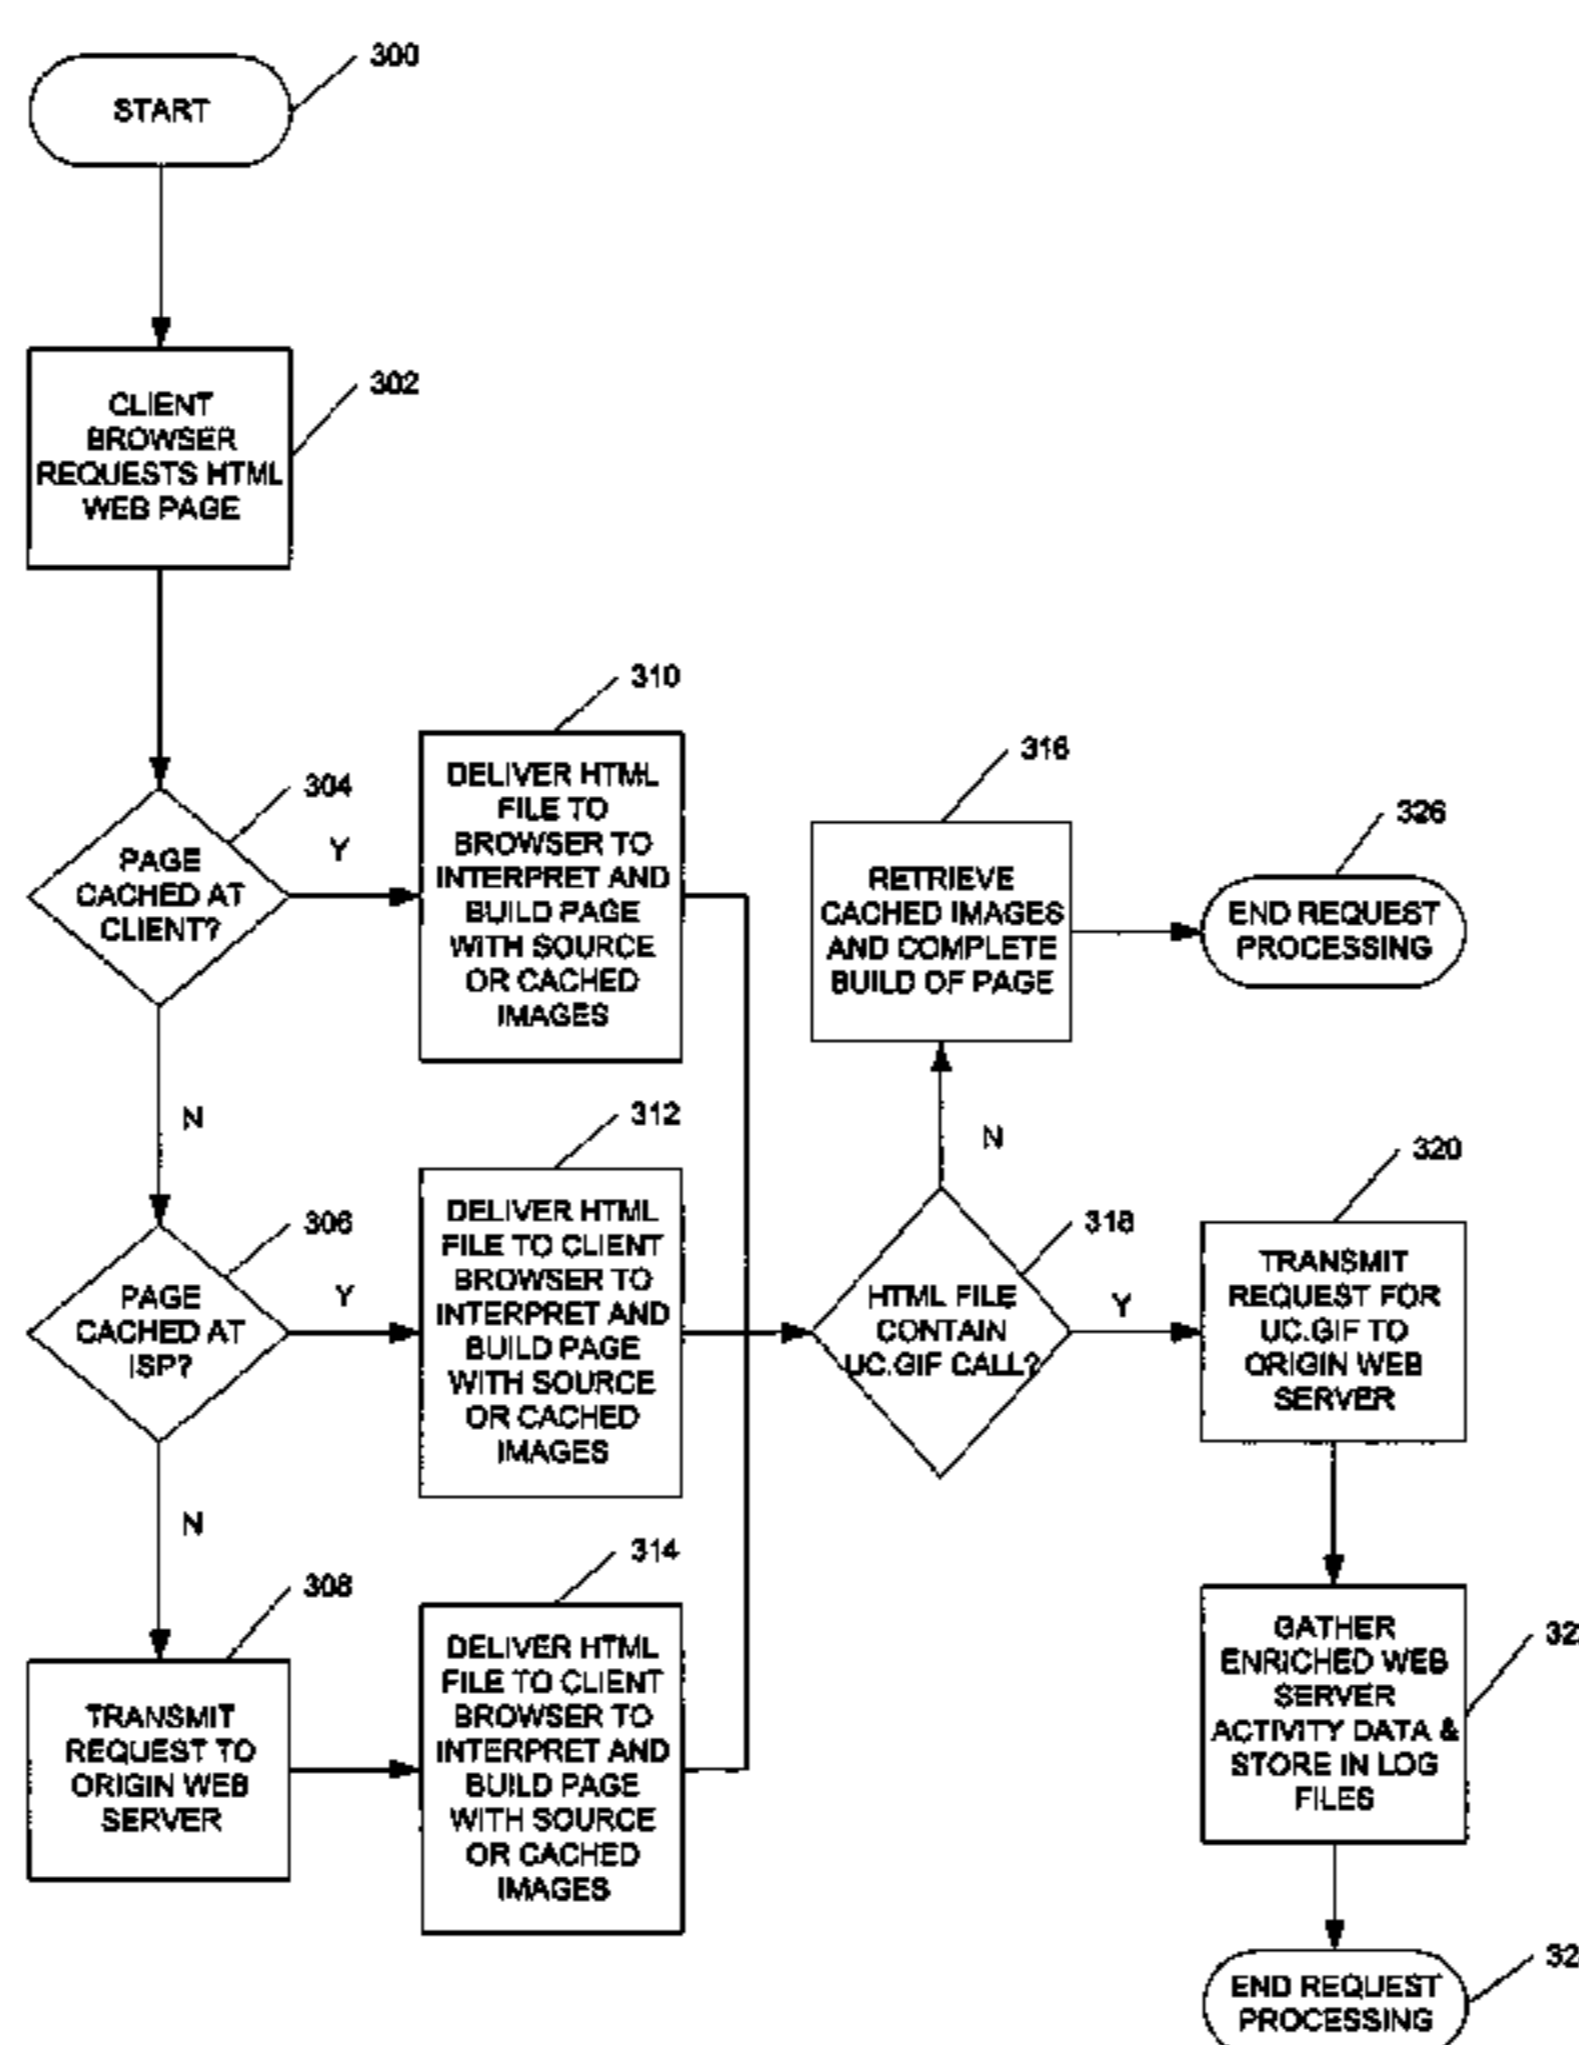 300
START
302
CLIENT
BROWSER
REQUESTS HTML
WEB PAGE
304
PAGE
CACHED AT
CLIENT?
Y
N
310
DELIVER HTML
FILE TO
BROWSER TO
INTERPRET AND
BUILD PAGE
WITH SOURCE
OR CACHED
IMAGES
306
PAGE
CACHED AT
ISP?
Y
N
312
DELIVER HTML
FILE TO CLIENT
BROWSER TO
INTERPRET AND
BUILD PAGE
WITH SOURCE
OR CACHED
IMAGES
308
TRANSMIT
REQUEST TO
ORIGIN WEB
SERVER
314
DELIVER HTML
FILE TO CLIENT
BROWSER TO
INTERPRET AND
BUILD PAGE
WITH SOURCE
OR CACHED
IMAGES
316
RETRIEVE
CACHED IMAGES
AND COMPLETE
BUILD OF PAGE
326
END REQUEST
PROCESSING
N
318
HTML FILE
CONTAIN
UC.GIF CALL?
Y
320
TRANSMIT
REQUEST FOR
UC.GIF TO
ORIGIN WEB
SERVER
GATHER
ENRICHED WEB
SERVER
ACTIVITY DATA &
STORE IN LOG
FILES
END REQUEST
PROCESSING